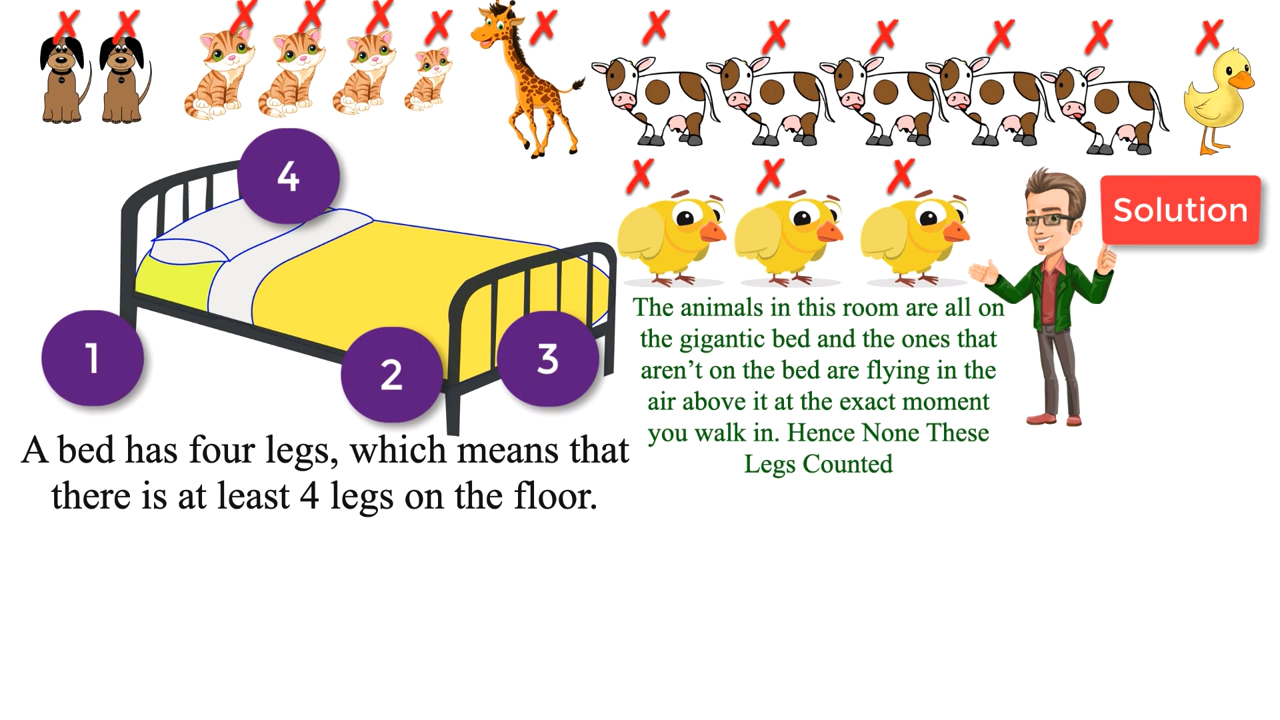 4
Solution
1
2
3
The animals in this room are all on
the gigantic bed and the ones that
aren’t on the bed are flying in the
air above it at the exact moment
you walk in. Hence None These
Legs Counted
A bed has four legs, which means that
there is at least 4 legs on the floor.